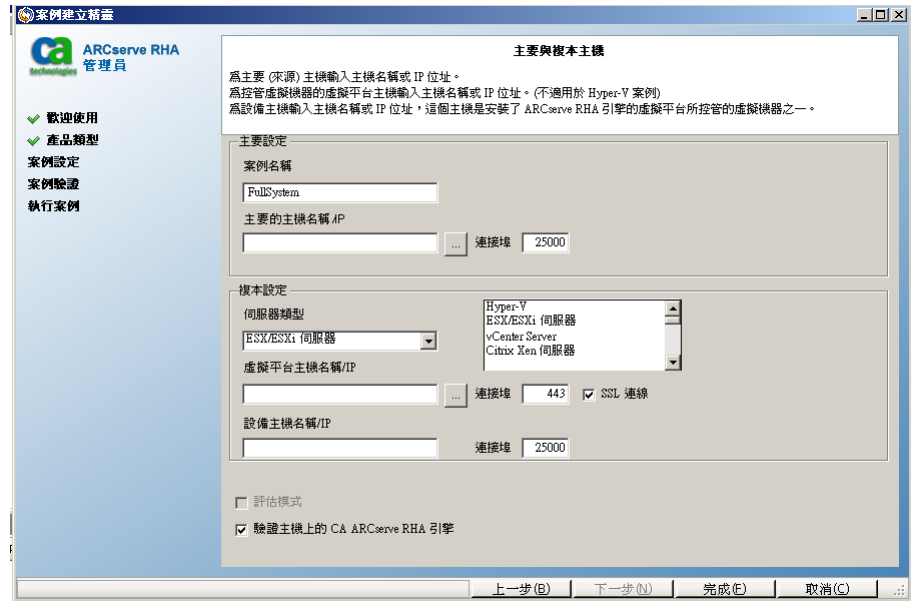 案例建立精靈
ca
technologies
ARCserve RHA
管理員
歡迎使用
產品類型
案例設定
案例驗證
執行案例
主要與複本主機
為主要 (來源) 主機輸入主機名稱或 IP 位址。
為控管虛擬機器的虛擬平台主機輸入主機名稱或 IP 位址。(不適用於 Hyper-V 案例)
為設備主機輸入主機名稱或 IP 位址，這個主機是安裝了 ARCserve RHA 引擎的虛擬平台所控管的虛擬機器之一。
主要設定
案例名稱
FullSystem
主要的主機名稱/IP
... 連接埠 25000
複本設定
伺服器類型
ESX/ESXi 伺服器
Hyper-V
ESX/ESXi 伺服器
vCenter Server
Citrix Xen 伺服器
虛擬平台主機名稱/IP
... 連接埠 443 SSL 連線
設備主機名稱/IP
連接埠 25000
評估模式
驗證主機上的 CA ARCserve RHA 引擎
上一步(B) 下一步(N) 完成(F) 取消(C)